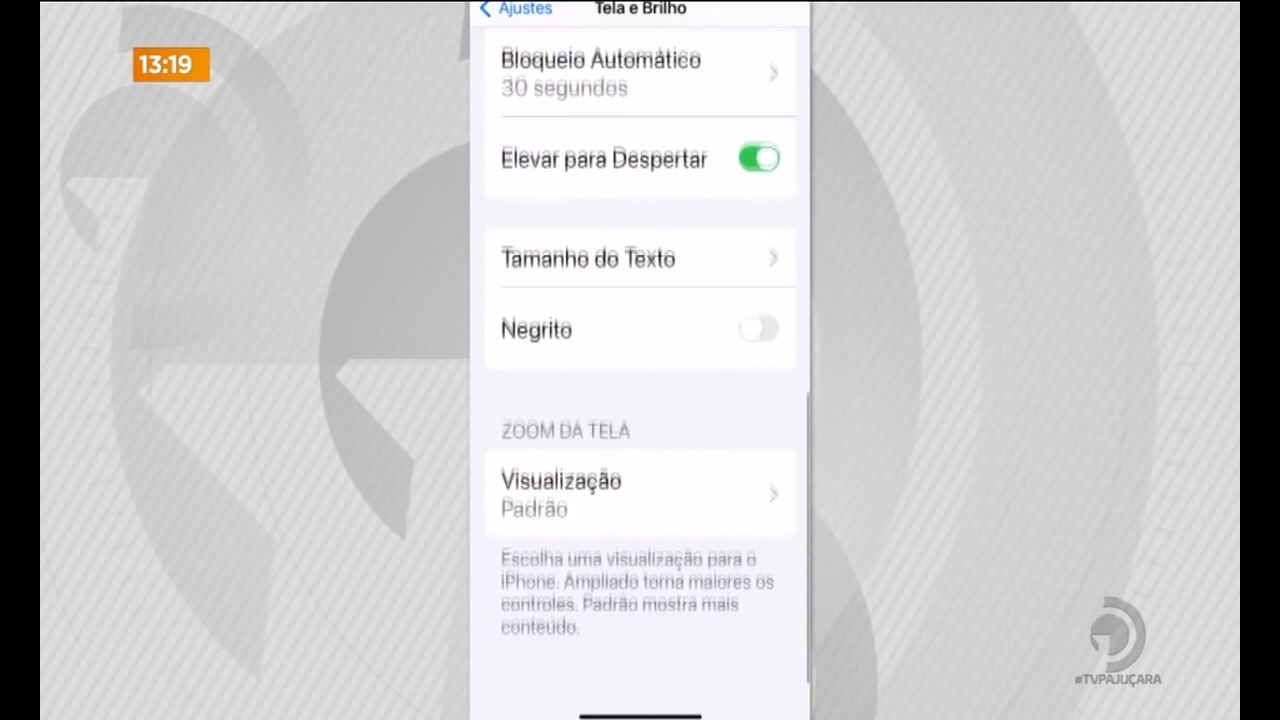 Ajustes
Tela e Brilho
13:19
Bloqueio Automático
30 segundos
Elevar para Despertar
Tamanho do Texto
Negrito
ZOOM DA TELA
Visualização
Padrão
Escolha uma visualização para o
iPhone. Ampliado torna maiores os
controles. Padrão mostra mais
conteúdo.
#TVPAJUÇARA